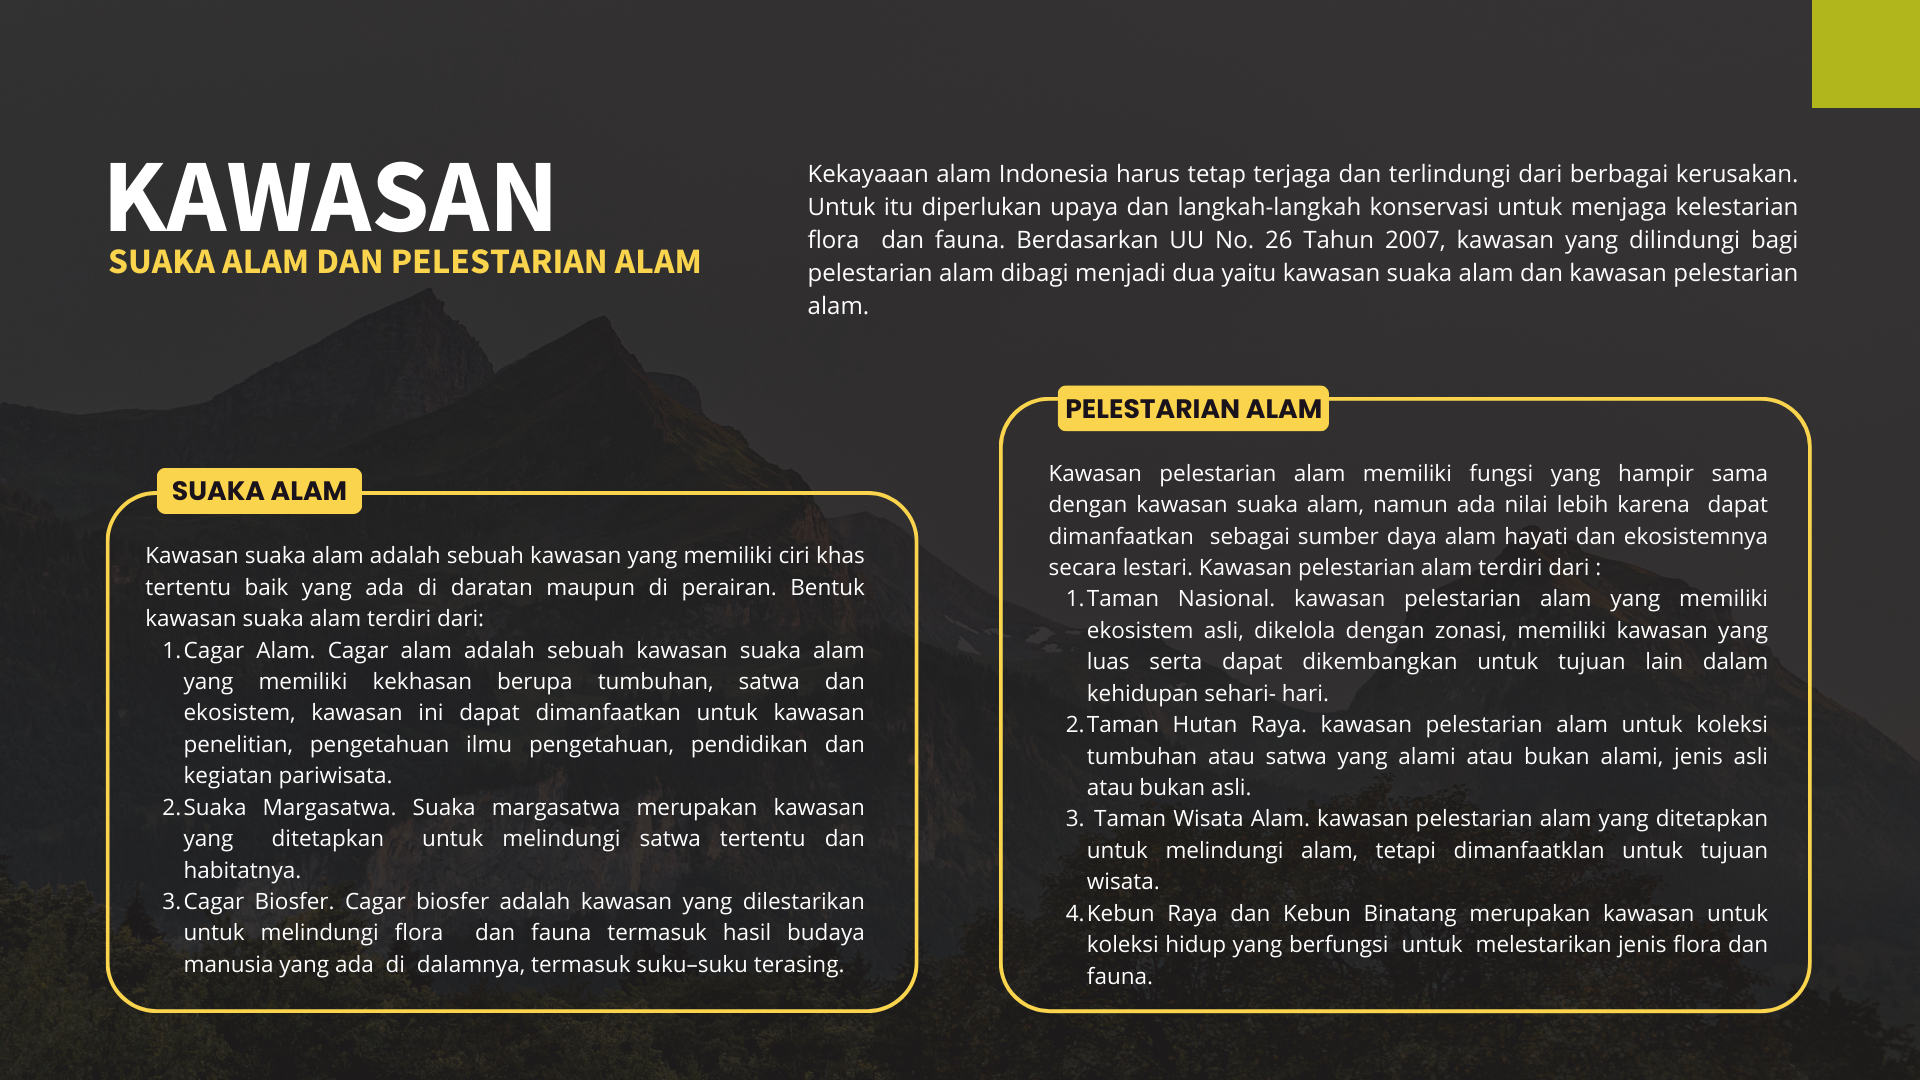 KAWASAN
SUAKA ALAM DAN PELESTARIAN ALAM
Kekayaaan alam Indonesia harus tetap terjaga dan terlindungi dari berbagai kerusakan.
Untuk itu diperlukan upaya dan langkah-langkah konservasi untuk menjaga kelestarian
flora dan fauna. Berdasarkan UU No. 26 Tahun 2007, kawasan yang dilindungi bagi
pelestarian alam dibagi menjadi dua yaitu kawasan suaka alam dan kawasan pelestarian
alam.
SUAKA ALAM
Kawasan suaka alam adalah sebuah kawasan yang memiliki ciri khas
tertentu baik yang ada di daratan maupun di perairan. Bentuk
kawasan suaka alam terdiri dari:
1. Cagar Alam. Cagar alam adalah sebuah kawasan suaka alam
yang memiliki kekhasan berupa tumbuhan, satwa dan
ekosistem, kawasan ini dapat dimanfaatkan untuk kawasan
penelitian, pengetahuan ilmu pengetahuan, pendidikan dan
kegiatan pariwisata.
2. Suaka Margasatwa. Suaka margasatwa merupakan kawasan
yang ditetapkan untuk melindungi satwa tertentu dan
habitatnya.
3. Cagar Biosfer. Cagar biosfer adalah kawasan yang dilestarikan
untuk melindungi flora dan fauna termasuk hasil budaya
manusia yang ada di dalamnya, termasuk suku–suku terasing.
PELESTARIAN ALAM
Kawasan pelestarian alam memiliki fungsi yang hampir sama
dengan kawasan suaka alam, namun ada nilai lebih karena dapat
dimanfaatkan sebagai sumber daya alam hayati dan ekosistemnya
secara lestari. Kawasan pelestarian alam terdiri dari :
1. Taman Nasional. kawasan pelestarian alam yang memiliki
ekosistem asli, dikelola dengan zonasi, memiliki kawasan yang
luas serta dapat dikembangkan untuk tujuan lain dalam
kehidupan sehari- hari.
2. Taman Hutan Raya. kawasan pelestarian alam untuk koleksi
tumbuhan atau satwa yang alami atau bukan alami, jenis asli
atau bukan asli.
3. Taman Wisata Alam. kawasan pelestarian alam yang ditetapkan
untuk melindungi alam, tetapi dimanfaatklan untuk tujuan
wisata.
4. Kebun Raya dan Kebun Binatang merupakan kawasan untuk
koleksi hidup yang berfungsi untuk melestarikan jenis flora dan
fauna.